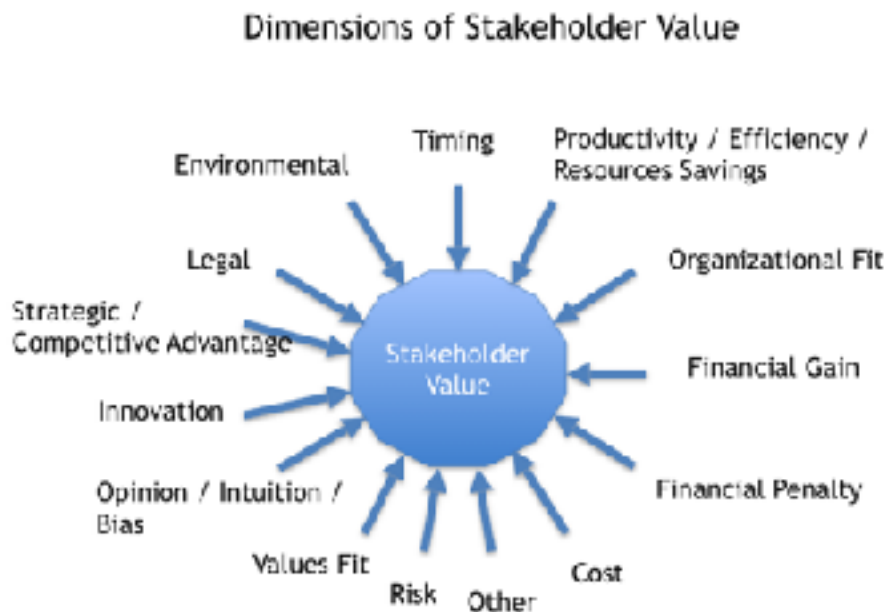 Dimensions of Stakeholder Value
Timing
Productivity / Efficiency /
Resources Savings
Environmental
Legal
Organizational Fit
Strategic /
Competitive Advantage
Stakeholder
Value
Financial Gain
Innovation
Opinion / Intuition /
Bias
Financial Penalty
Values Fit
Risk
Other
Cost